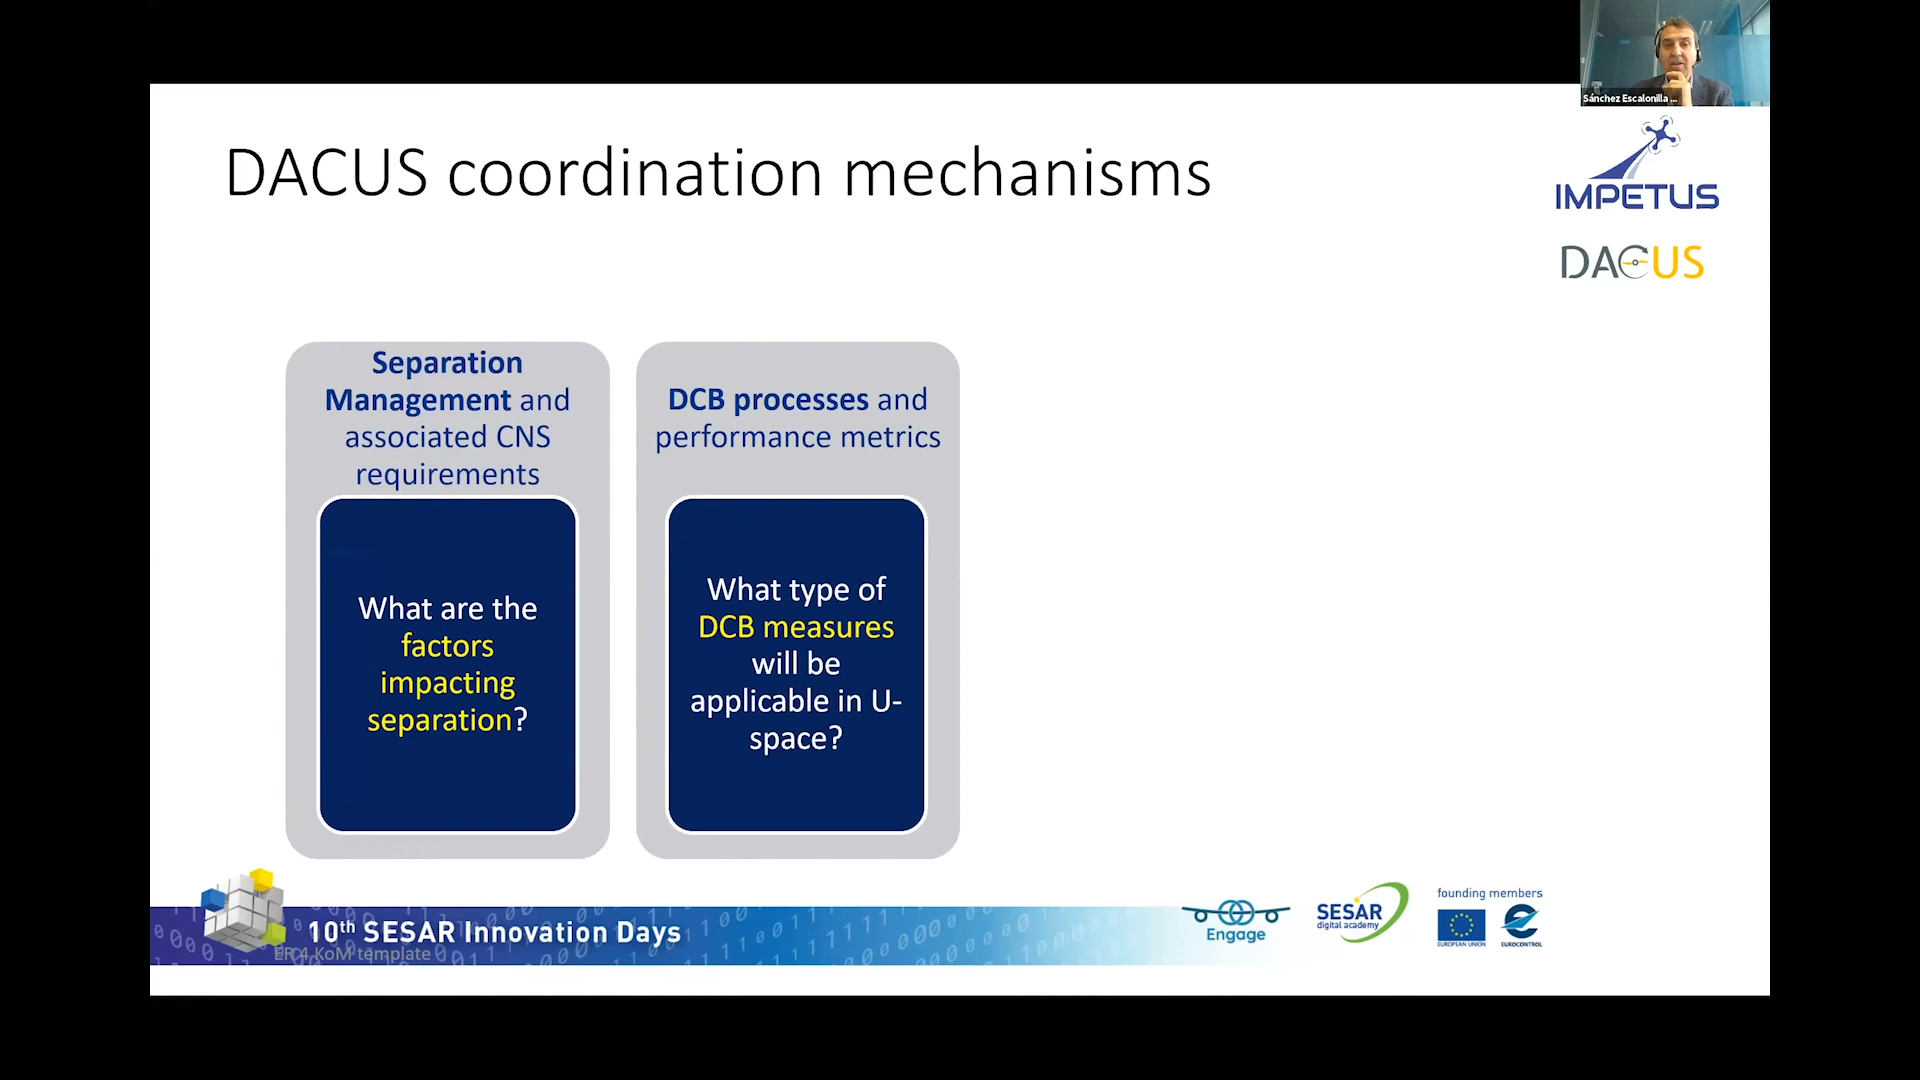 Sánchez Escalonilla ...
DACUS coordination mechanisms
IMPETUS
DACUS
Separation
Management and
associated CNS
requirements
What are the
factors
impacting
separation?
DCB processes and
performance metrics
What type of
DCB measures
will be
applicable in U-
space?
10th SESAR Innovation Days
ER4 KoM template
Engage
SESAR
digital academy
founding members
EUROPEAN UNION
EUROCONTROL